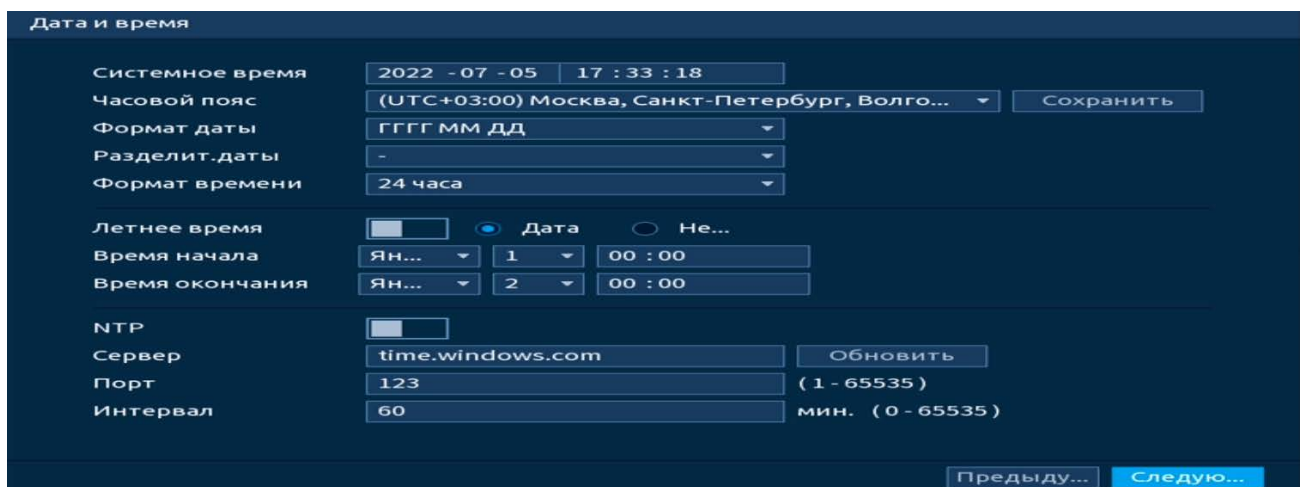 Дата и время
Системное время 2022 - 07 - 05 17 : 33 : 18
Часовой пояс (UTC+03:00) Москва, Санкт-Петербург, Волго... Сохранить
Формат даты ГГГГ ММ ДД
Разделит.даты -
Формат времени 24 часа
Летнее время Дата Не...
Время начала Ян... 1 00 : 00
Время окончания Ян... 2 00 : 00
NTP
Сервер time.windows.com Обновить
Порт 123 (1 - 65535)
Интервал 60 мин. (0 - 65535)
Предыду... Следую...